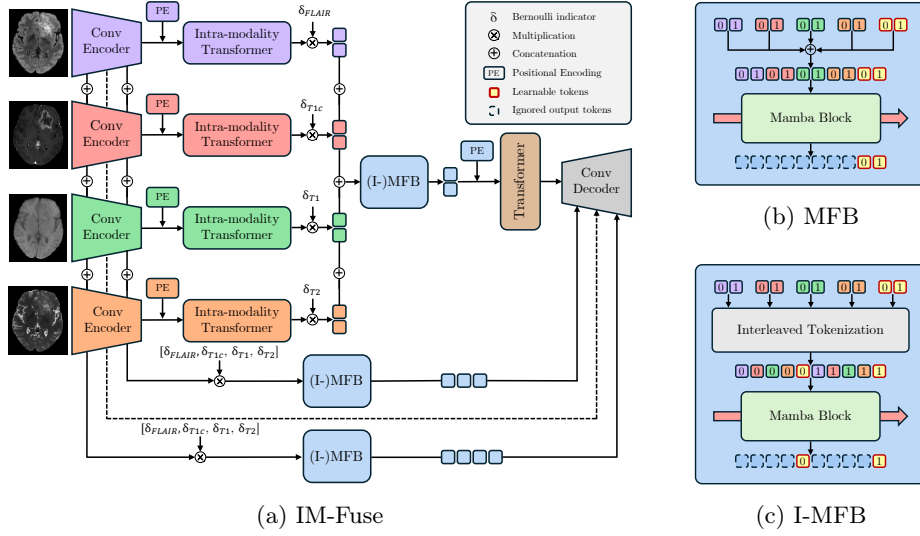 Conv
Encoder
PE
Intra-modality
Transformer
δFLAIR
Conv
Encoder
PE
Intra-modality
Transformer
δT1c
Conv
Encoder
PE
Intra-modality
Transformer
δT1
Conv
Encoder
PE
Intra-modality
Transformer
δT2
(I-)MFB
PE
Transformer
Conv
Decoder
[δFLAIR, δT1c, δT1, δT2]
(I-)MFB
[δFLAIR, δT1c, δT1, δT2]
(I-)MFB
(a) IM-Fuse
δ Bernoulli indicator
Multiplication
Concatenation
PE Positional Encoding
Learnable tokens
Ignored output tokens
0 1 0 1 0 1 0 1 0 1
0 1 0 1 0 1 0 1 0 1
Mamba Block
0 1
(b) MFB
0 1 0 1 0 1 0 1 0 1
Interleaved Tokenization
0 0 0 0 0 1 1 1 1 1
Mamba Block
0 1
(c) I-MFB